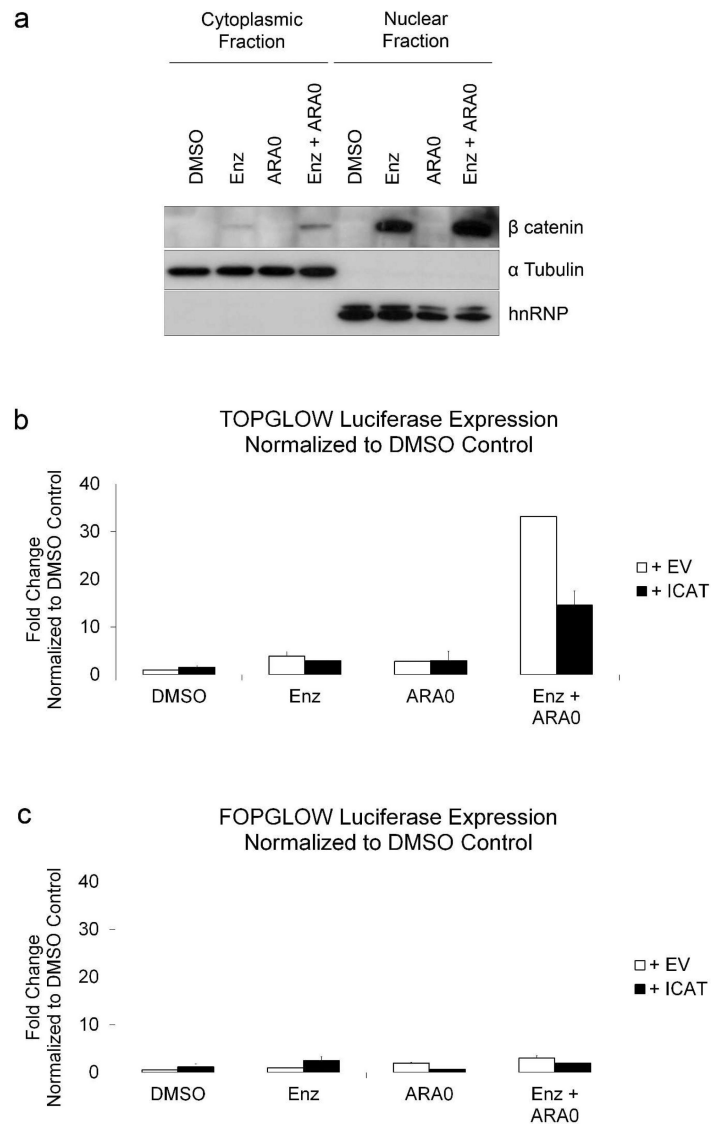 a
Cytoplasmic
Fraction
Nuclear
Fraction
DMSO
Enz
ARA0
Enz + ARA0
DMSO
Enz
ARA0
Enz + ARA0
β catenin
α Tubulin
hnRNP
b
TOPGLOW Luciferase Expression
Normalized to DMSO Control
Fold Change
Normalized to DMSO Control
40
30
20
10
0
DMSO
Enz
ARA0
Enz +
ARA0
+ EV
+ ICAT
c
FOPGLOW Luciferase Expression
Normalized to DMSO Control
Fold Change
Normalized to DMSO Control
40
30
20
10
0
DMSO
Enz
ARA0
Enz +
ARA0
+ EV
+ ICAT